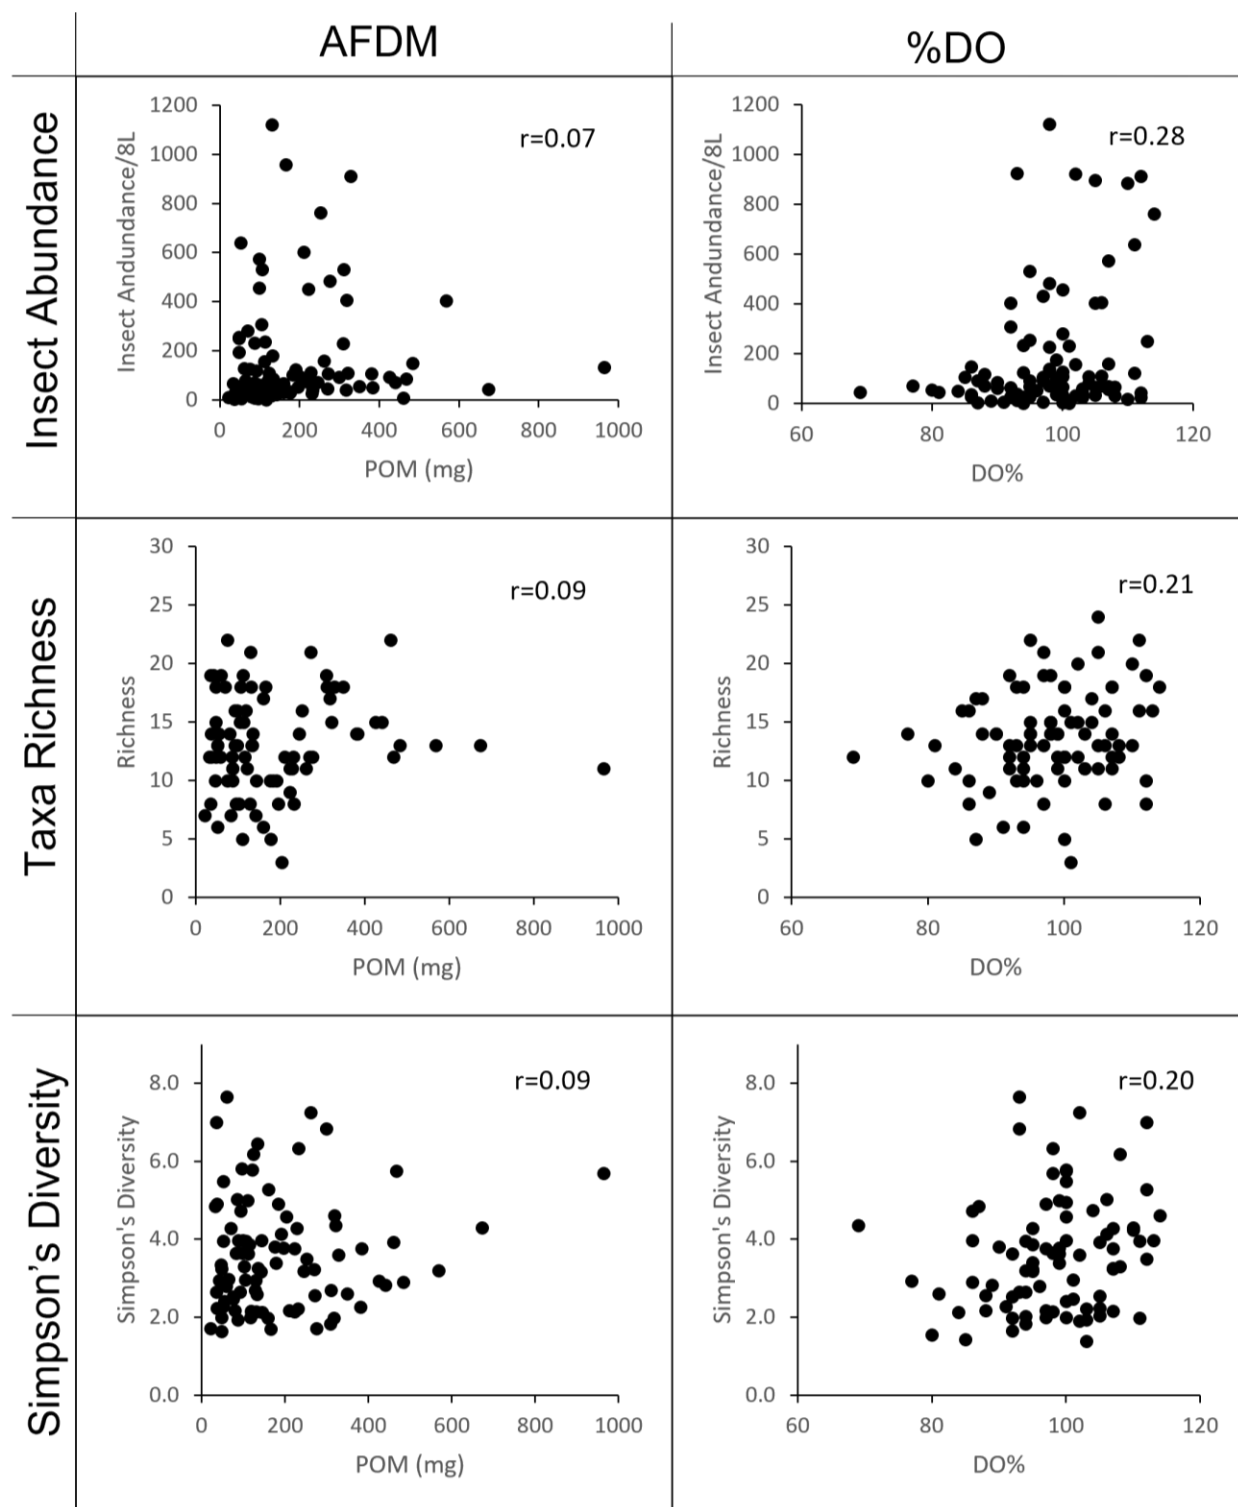 AFDM
%DO
Insect Abundance
1200
1000
800
600
400
200
0
0 200 400 600 800 1000
Insect Andundance/8L
POM (mg)
r=0.07
1200
1000
800
600
400
200
0
60 80 100 120
Insect Andundance/8L
DO%
r=0.28
Taxa Richness
30
25
20
15
10
5
0
0 200 400 600 800 1000
Richness
POM (mg)
r=0.09
30
25
20
15
10
5
0
60 80 100 120
Richness
DO%
r=0.21
Simpson's Diversity
8.0
6.0
4.0
2.0
0.0
0 200 400 600 800 1000
Simpson's Diversity
POM (mg)
r=0.09
8.0
6.0
4.0
2.0
0.0
60 80 100 120
Simpson's Diversity
DO%
r=0.20